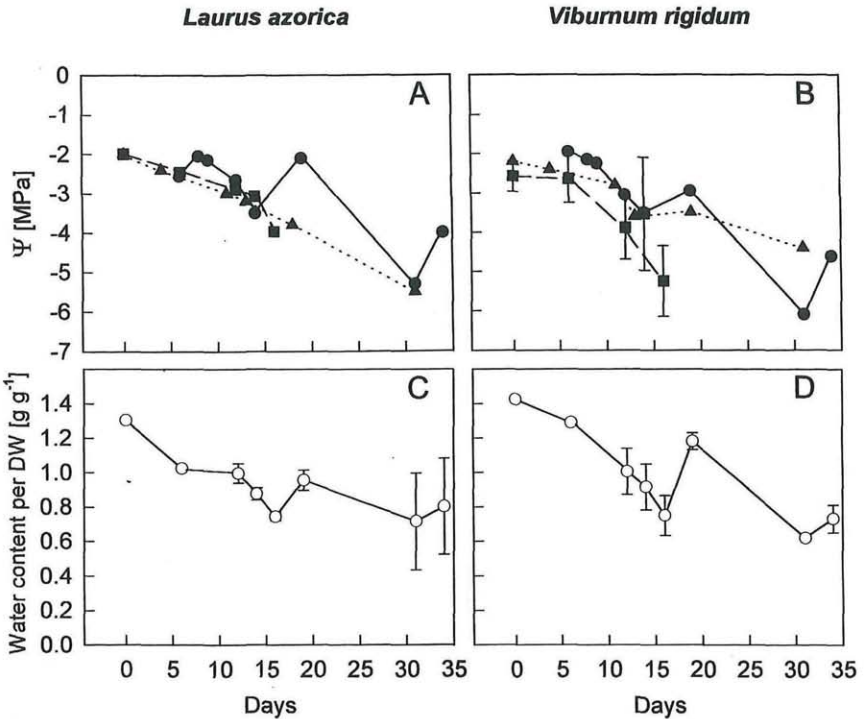 Laurus azorica Viburnum rigidum
A B
0
-1
-2
-3
-4
-5
-6
-7
Ψ [MPa]
C D
1.4
1.2
1.0
0.8
0.6
0.4
0.2
0.0
Water content per DW [g g⁻¹]
0 5 10 15 20 25 30 35 0 5 10 15 20 25 30 35
Days Days